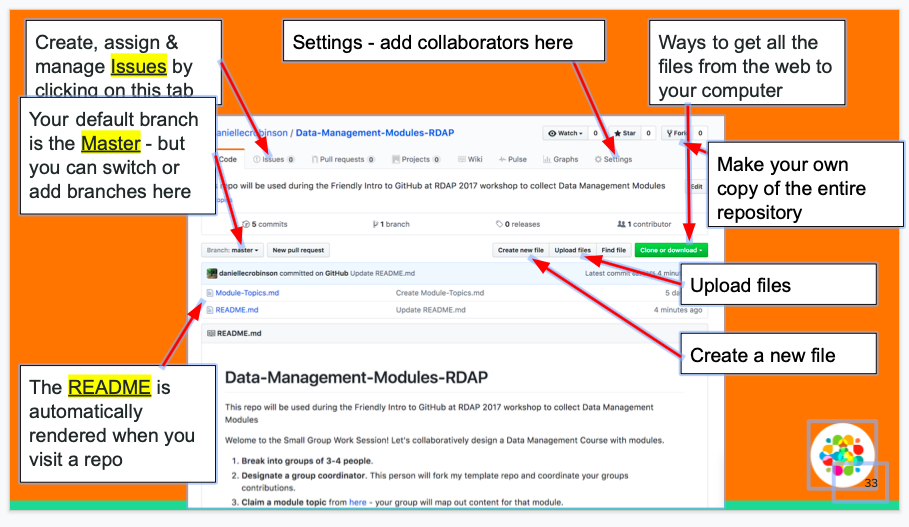 Create, assign &
manage Issues by
clicking on this tab
Settings - add collaborators here
Ways to get all the
files from the web to
your computer
Your default branch
is the Master - but
you can switch or
add branches here
Make your own
copy of the entire
repository
Upload files
Create a new file
The README is
automatically
rendered when you
visit a repo
daniellecrobinson / Data-Management-Modules-RDAP
Watch 0 Star 0 Fork 0
Code Issues 0 Pull requests 0 Projects 0 Wiki Pulse Graphs Settings
repo will be used during the Friendly Intro to GitHub at RDAP 2017 workshop to collect Data Management Modules
Edit
5 commits 1 branch 0 releases 1 contributor
Branch: master New pull request Create new file Upload files Find file Clone or download
daniellecrobinson committed on GitHub Update README.md Latest commit 4
Module-Topics.md Create Module-Topics.md 5
README.md Update README.md 4 minutes ago
README.md
Data-Management-Modules-RDAP
This repo will be used during the Friendly Intro to GitHub at RDAP 2017 workshop to collect Data Management
Modules
Welome to the Small Group Work Session! Let's collaboratively design a Data Management Course with modules.
1. Break into groups of 3-4 people.
2. Designate a group coordinator. This person will fork my template repo and coordinate your groups
contributions.
3. Claim a module topic from here - your group will map out content for that module.
33